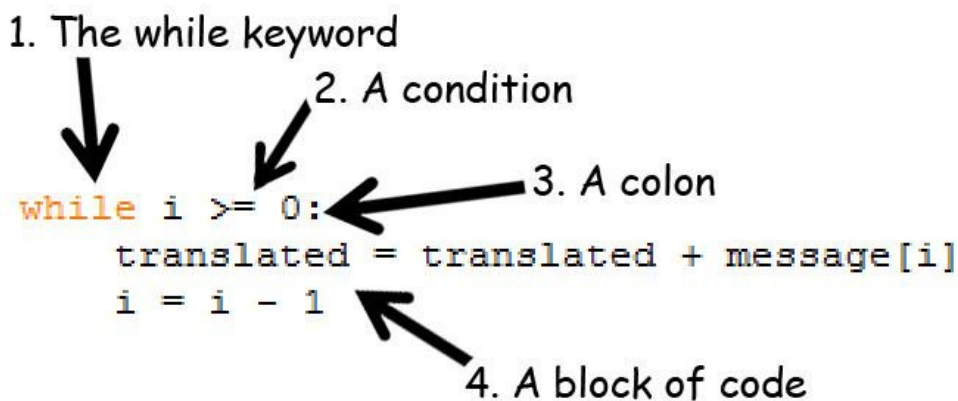 1. The while keyword
2. A condition
3. A colon
while i >= 0:
    translated = translated + message[i]
    i = i - 1
4. A block of code